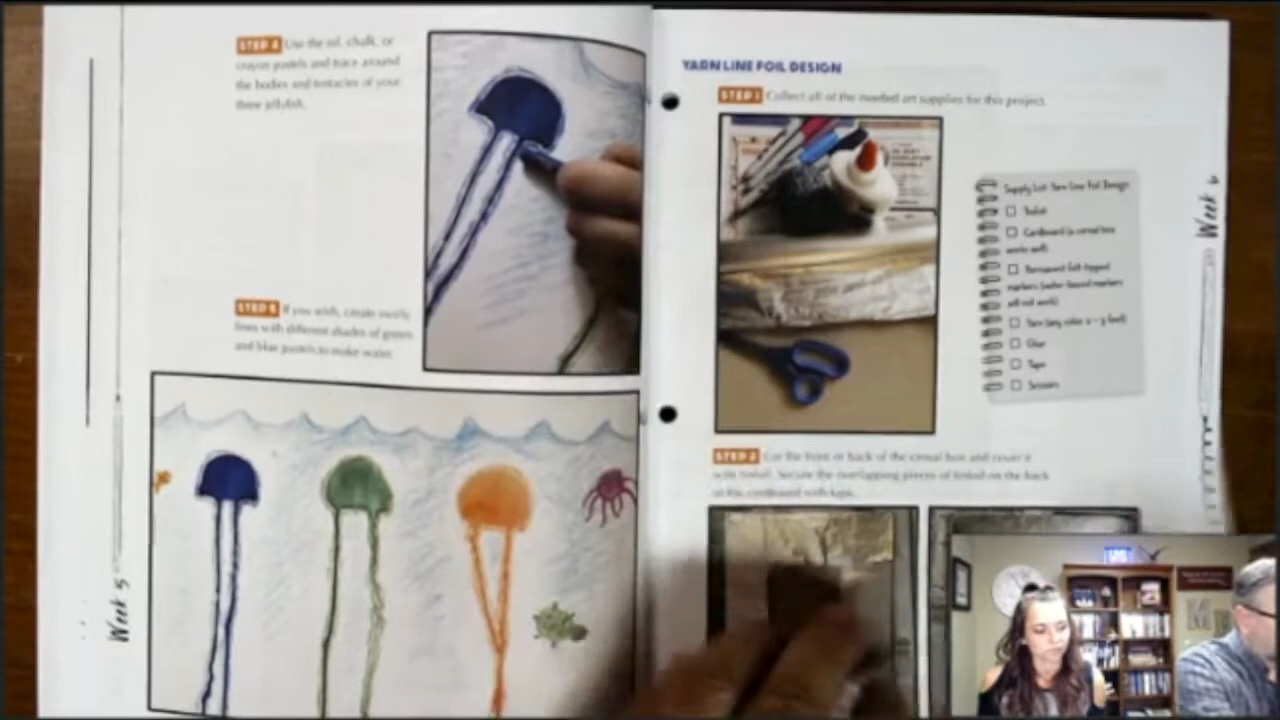 STEP 4 Use the oil, chalk, or
crayon pastels and trace around
the bodies and tentacles of your
three jellyfish.
STEP 5 If you wish, create swirly
lines with different shades of green
and blue pastels to make water.
Week 5
YARN LINE FOIL DESIGN
STEP 1 Collect all of the needed art supplies for this project.
Supply List: Yarn Line Foil Design
Tinfoil
Cardboard (a cereal box
works well)
Permanent felt-tipped
markers (water-based markers
will not work)
Yarn (any color, 2 – 3 feet)
Glue
Tape
Scissors
Week 6
STEP 2 Cut the front or back of the cereal box and cover it
with tinfoil. Secure the overlapping pieces of tinfoil on the back
of the cardboard with tape.